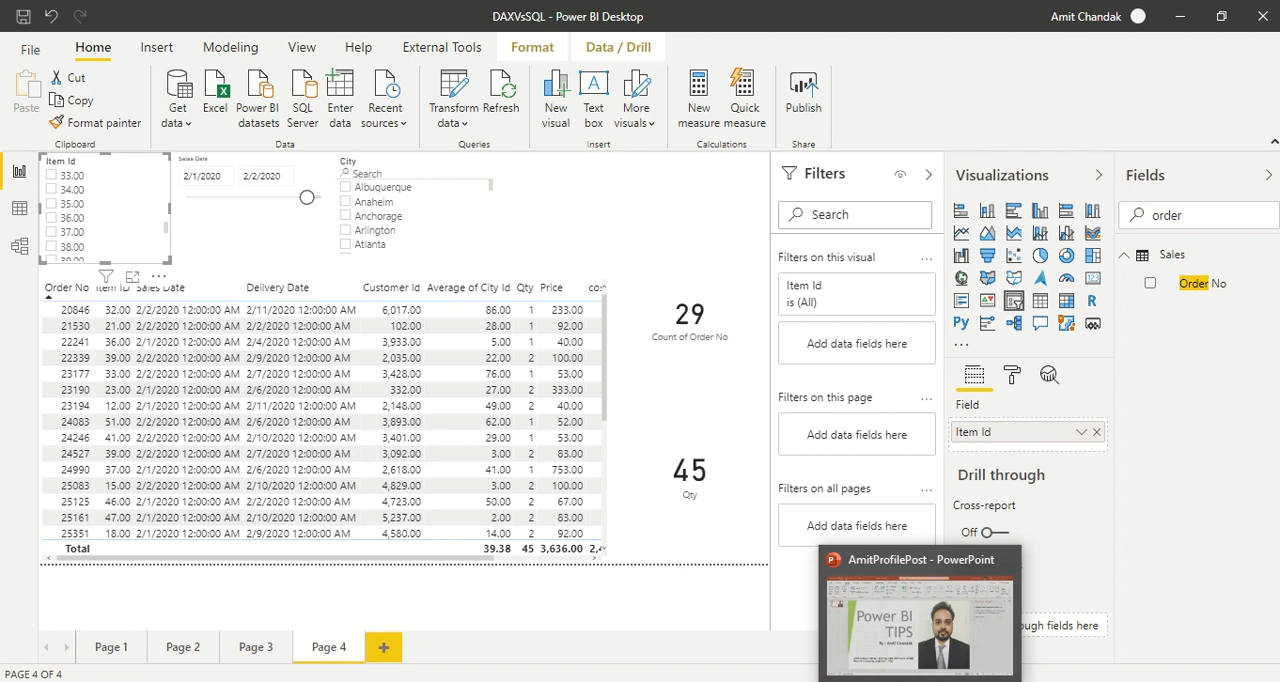 DAXVsSQL - Power BI Desktop
Amit Chandak
File Home Insert Modeling View Help External Tools Format Data / Drill
Paste
Cut
Copy
Format painter
Get data
Excel
Power BI datasets
SQL Server
Enter data
Recent sources
Transform data
Refresh
New visual
Text box
More visuals
New measure
Quick measure
Publish
Clipboard Data Queries Insert Calculations Share
Item Id
33.00
34.00
35.00
36.00
37.00
38.00
39.00
Sales Date
2/1/2020 2/2/2020
City
Search
Albuquerque
Anaheim
Anchorage
Arlington
Atlanta
Order No Item ID Sales Date Delivery Date Customer Id Average of City Id Qty Price
20846 32.00 2/2/2020 12:00:00 AM 2/11/2020 12:00:00 AM 6,017.00 86.00 1 233.00
21530 21.00 2/2/2020 12:00:00 AM 2/2/2020 12:00:00 AM 102.00 28.00 1 92.00
22241 36.00 2/1/2020 12:00:00 AM 2/4/2020 12:00:00 AM 3,933.00 5.00 1 40.00
22339 39.00 2/2/2020 12:00:00 AM 2/9/2020 12:00:00 AM 2,035.00 22.00 2 100.00
23177 33.00 2/2/2020 12:00:00 AM 2/7/2020 12:00:00 AM 3,428.00 76.00 1 53.00
23190 23.00 2/1/2020 12:00:00 AM 2/6/2020 12:00:00 AM 332.00 27.00 2 333.00
23194 12.00 2/1/2020 12:00:00 AM 2/11/2020 12:00:00 AM 2,148.00 49.00 2 40.00
24083 51.00 2/2/2020 12:00:00 AM 2/6/2020 12:00:00 AM 3,893.00 62.00 1 52.00
24246 41.00 2/2/2020 12:00:00 AM 2/10/2020 12:00:00 AM 3,401.00 29.00 1 53.00
24527 39.00 2/2/2020 12:00:00 AM 2/7/2020 12:00:00 AM 3,092.00 3.00 2 83.00
24990 37.00 2/1/2020 12:00:00 AM 2/6/2020 12:00:00 AM 2,618.00 41.00 1 753.00
25083 15.00 2/2/2020 12:00:00 AM 2/10/2020 12:00:00 AM 4,829.00 3.00 2 100.00
25125 46.00 2/1/2020 12:00:00 AM 2/2/2020 12:00:00 AM 4,723.00 50.00 2 67.00
25161 47.00 2/1/2020 12:00:00 AM 2/10/2020 12:00:00 AM 5,237.00 2.00 2 83.00
25351 18.00 2/2/2020 12:00:00 AM 2/9/2020 12:00:00 AM 4,580.00 14.00 2 92.00
Total 39.38 45 3,636.00
29
Count of Order No
45
Qty
Filters
Search
Filters on this visual
Item Id
is (All)
Add data fields here
Filters on this page
Add data fields here
Filters on all pages
Add data fields here
Visualizations
R
Py
Field
Item Id
Drill through
Cross-report
Off
ough fields here
Fields
order
Sales
Order No
AmitProfilePost - PowerPoint
Power BI
TIPS
Page 1 Page 2 Page 3 Page 4
PAGE 4 OF 4